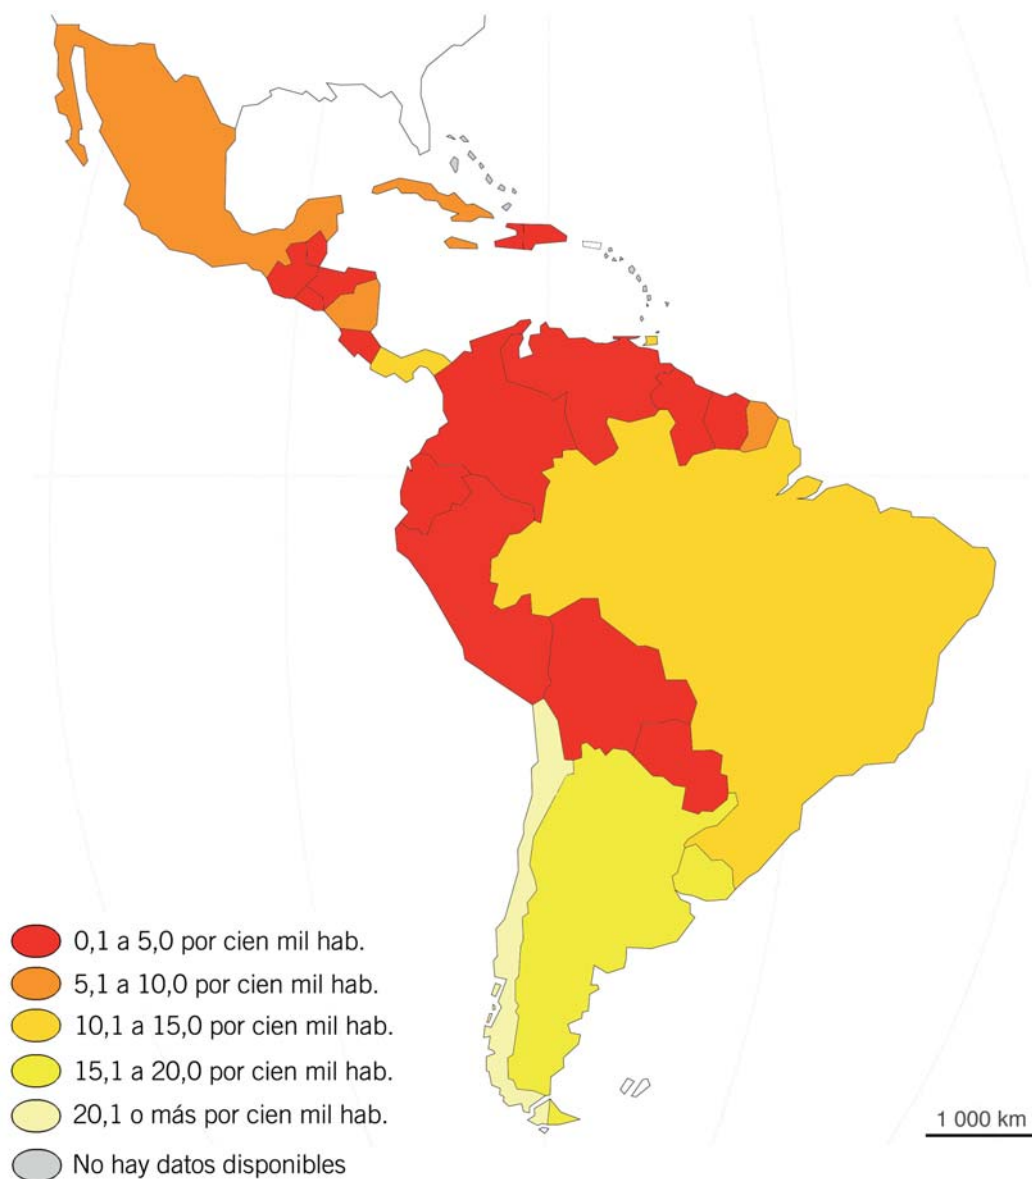 0,1 a 5,0 por cien mil hab.
5,1 a 10,0 por cien mil hab.
10,1 a 15,0 por cien mil hab.
15,1 a 20,0 por cien mil hab.
20,1 o más por cien mil hab.
No hay datos disponibles
1 000 km